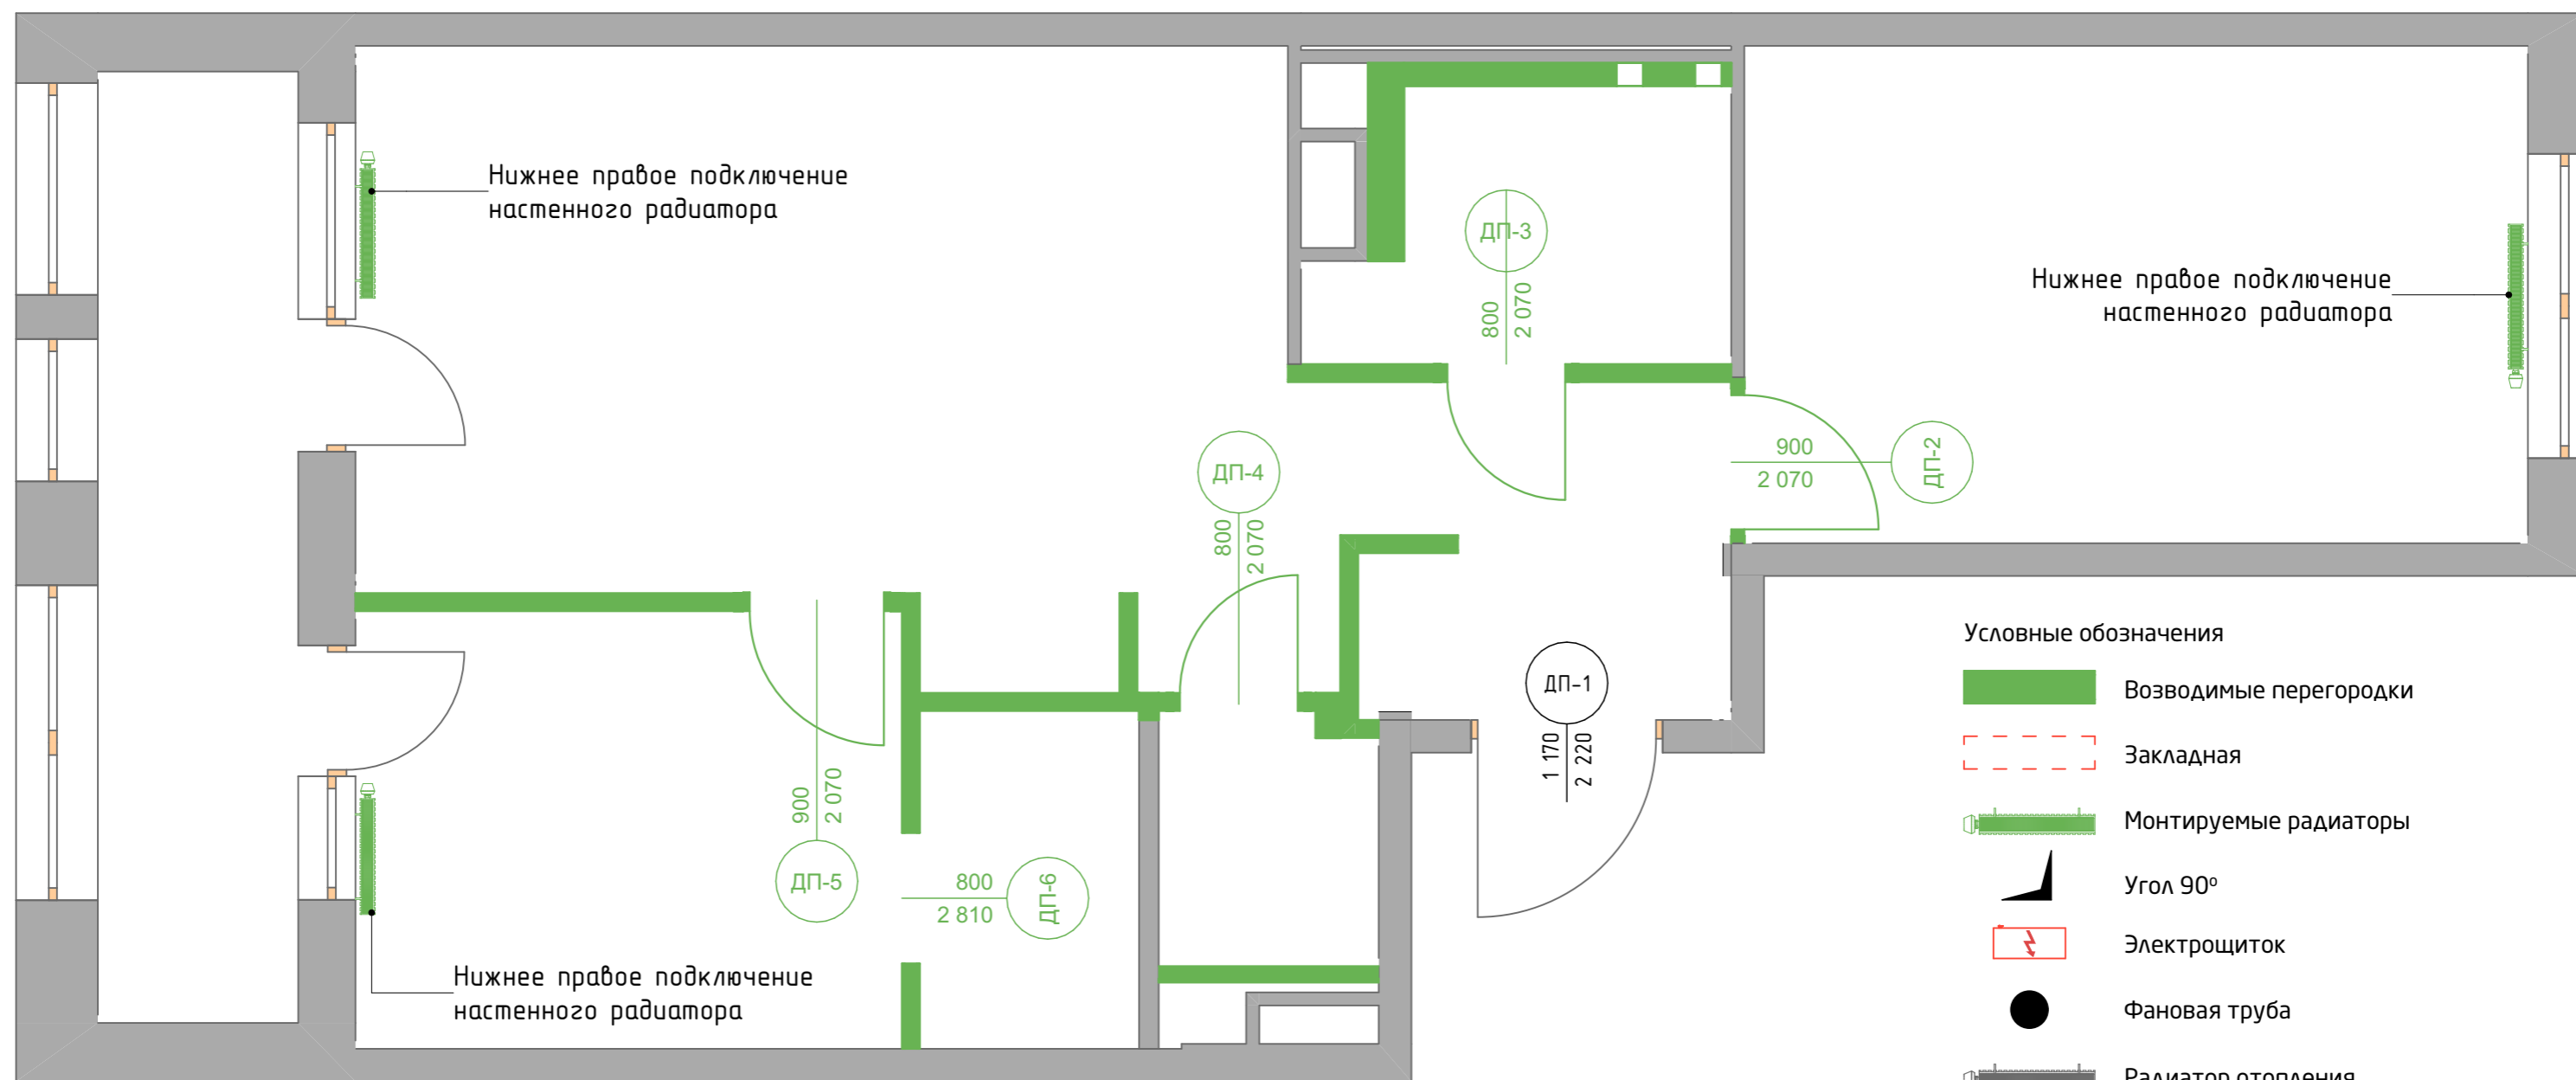 Нижнее правое подключение
настенного радиатора
ДП-3
800
2 070
Нижнее правое подключение
настенного радиатора
ДП-4
800
2 070
900
2 070
ДП-2
ДП-1
1 170
2 220
900
2 070
ДП-5
800
2 810
ДП-6
Нижнее правое подключение
настенного радиатора
Условные обозначения
Возводимые перегородки
Закладная
Монтируемые радиаторы
Угол 90º
Электрощиток
Фановая труба
Радиатор отопления